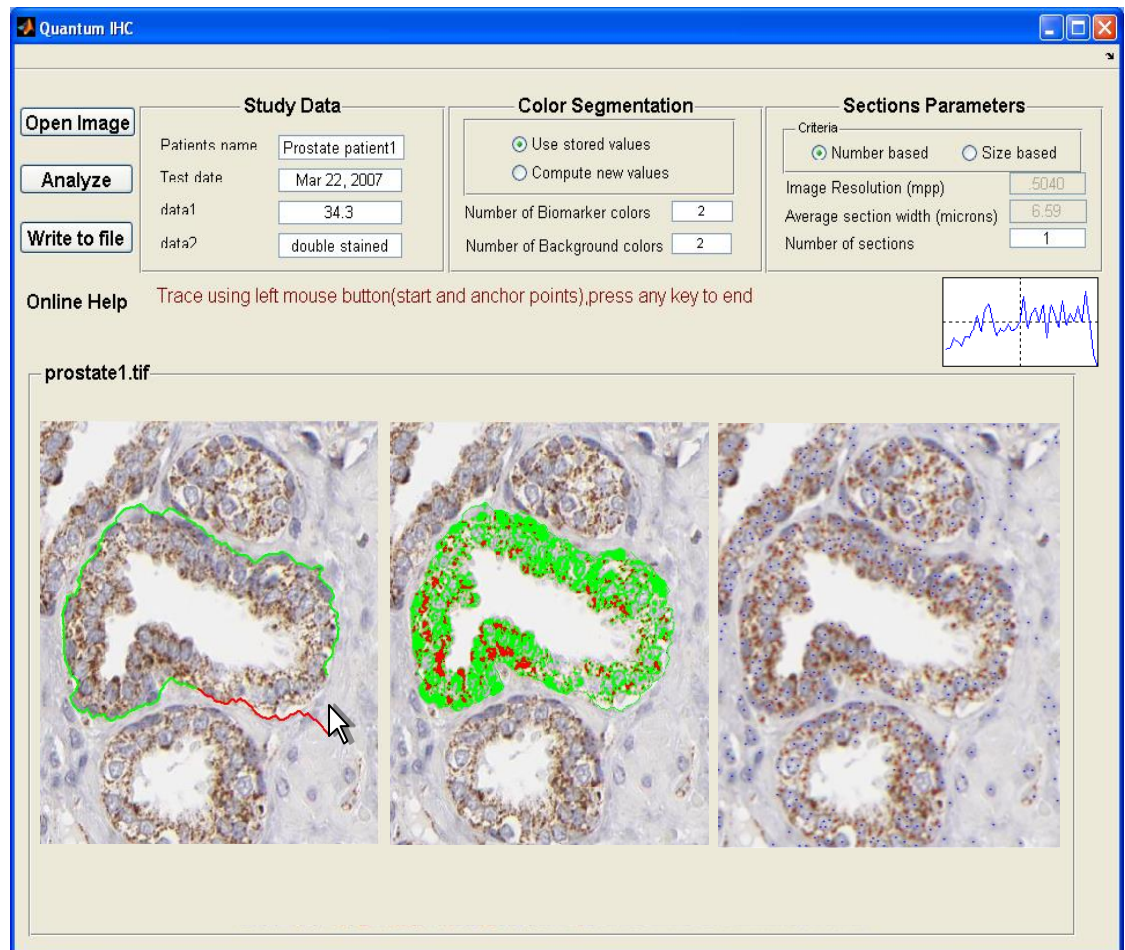 Quantum IHC
Open Image
Analyze
Write to file
Study Data
Patients name Prostate patient1
Test date Mar 22, 2007
data1 34.3
data2 double stained
Color Segmentation
Use stored values
Compute new values
Number of Biomarker colors 2
Number of Background colors 2
Sections Parameters
Criteria
Number based Size based
Image Resolution (mpp) .5040
Average section width (microns) 6.59
Number of sections 1
Online Help Trace using left mouse button(start and anchor points),press any key to end
prostate1.tif